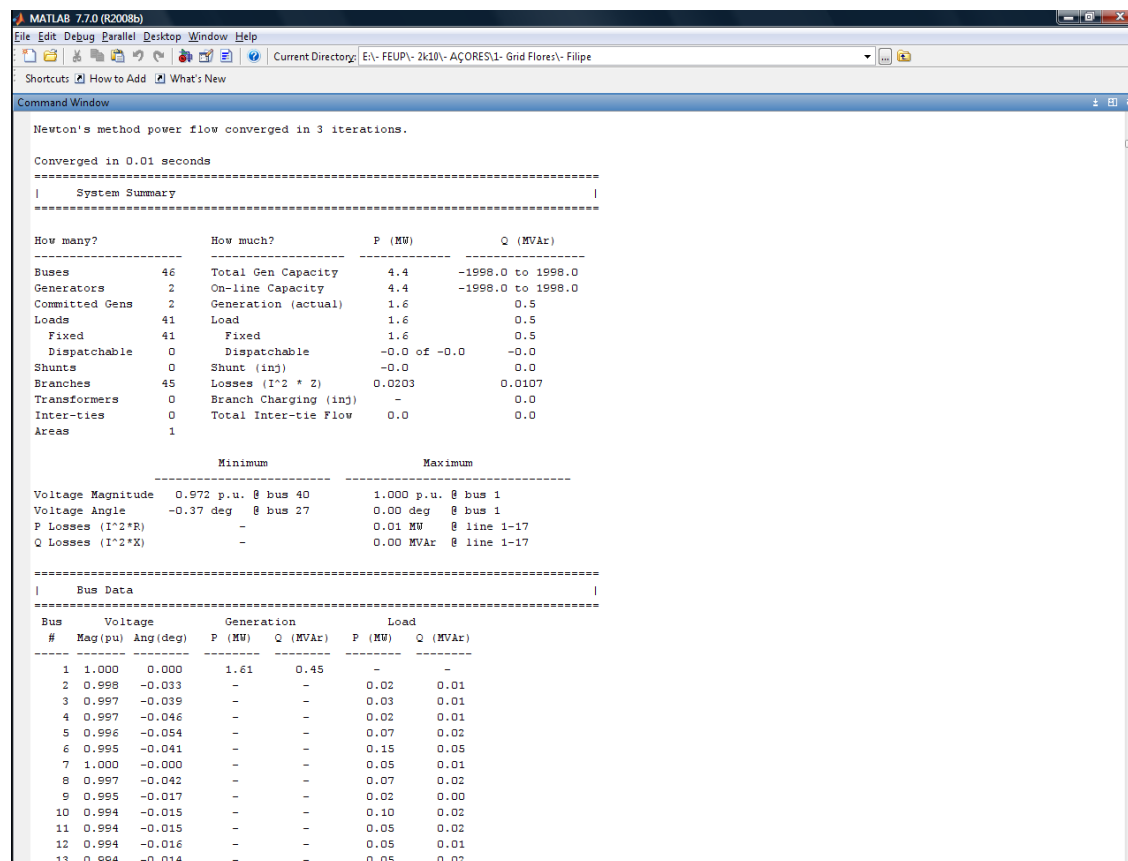 MATLAB 7.7.0 (R2008b)
File Edit Debug Parallel Desktop Window Help
Current Directory: E:\- FEUP\- 2k10\- AÇORES\1- Grid Flores\- Filipe
Shortcuts How to Add What's New
Command Window
Newton's method power flow converged in 3 iterations.
Converged in 0.01 seconds
================================================================================
|     System Summary                                                           |
================================================================================
How many?                How much?              P (MW)            Q (MVAr)
---------------------    -------------------  -------------  -----------------
Buses             46     Total Gen Capacity       4.4       -1998.0 to 1998.0
Generators         2     On-line Capacity         4.4       -1998.0 to 1998.0
Committed Gens     2     Generation (actual)      1.6               0.5
Loads             41     Load                     1.6               0.5
  Fixed           41       Fixed                  1.6               0.5
  Dispatchable     0       Dispatchable          -0.0 of -0.0      -0.0
Shunts             0     Shunt (inj)             -0.0               0.0
Branches          45     Losses (I^2 * Z)       0.0203            0.0107
Transformers       0     Branch Charging (inj)     -                0.0
Inter-ties         0     Total Inter-tie Flow     0.0               0.0
Areas              1
                          Minimum                      Maximum
                 -------------------------  --------------------------------
Voltage Magnitude   0.972 p.u. @ bus 40         1.000 p.u. @ bus 1
Voltage Angle      -0.37 deg   @ bus 27         0.00 deg   @ bus 1
P Losses (I^2*R)             -                  0.01 MW    @ line 1-17
Q Losses (I^2*X)             -                  0.00 MVAr  @ line 1-17
================================================================================
|     Bus Data                                                                 |
================================================================================
 Bus      Voltage          Generation             Load
  #   Mag(pu) Ang(deg)   P (MW)   Q (MVAr)   P (MW)   Q (MVAr)
----- ------- --------  --------  --------  --------  --------
    1  1.000    0.000      1.61      0.45       -         -
    2  0.998   -0.033       -         -        0.02      0.01
    3  0.997   -0.039       -         -        0.03      0.01
    4  0.997   -0.046       -         -        0.02      0.01
    5  0.996   -0.054       -         -        0.07      0.02
    6  0.995   -0.041       -         -        0.15      0.05
    7  1.000   -0.000       -         -        0.05      0.01
    8  0.997   -0.042       -         -        0.07      0.02
    9  0.995   -0.017       -         -        0.02      0.00
   10  0.994   -0.015       -         -        0.10      0.02
   11  0.994   -0.015       -         -        0.05      0.02
   12  0.994   -0.016       -         -        0.05      0.01
   13  0.994   -0.014       -         -        0.05      0.02